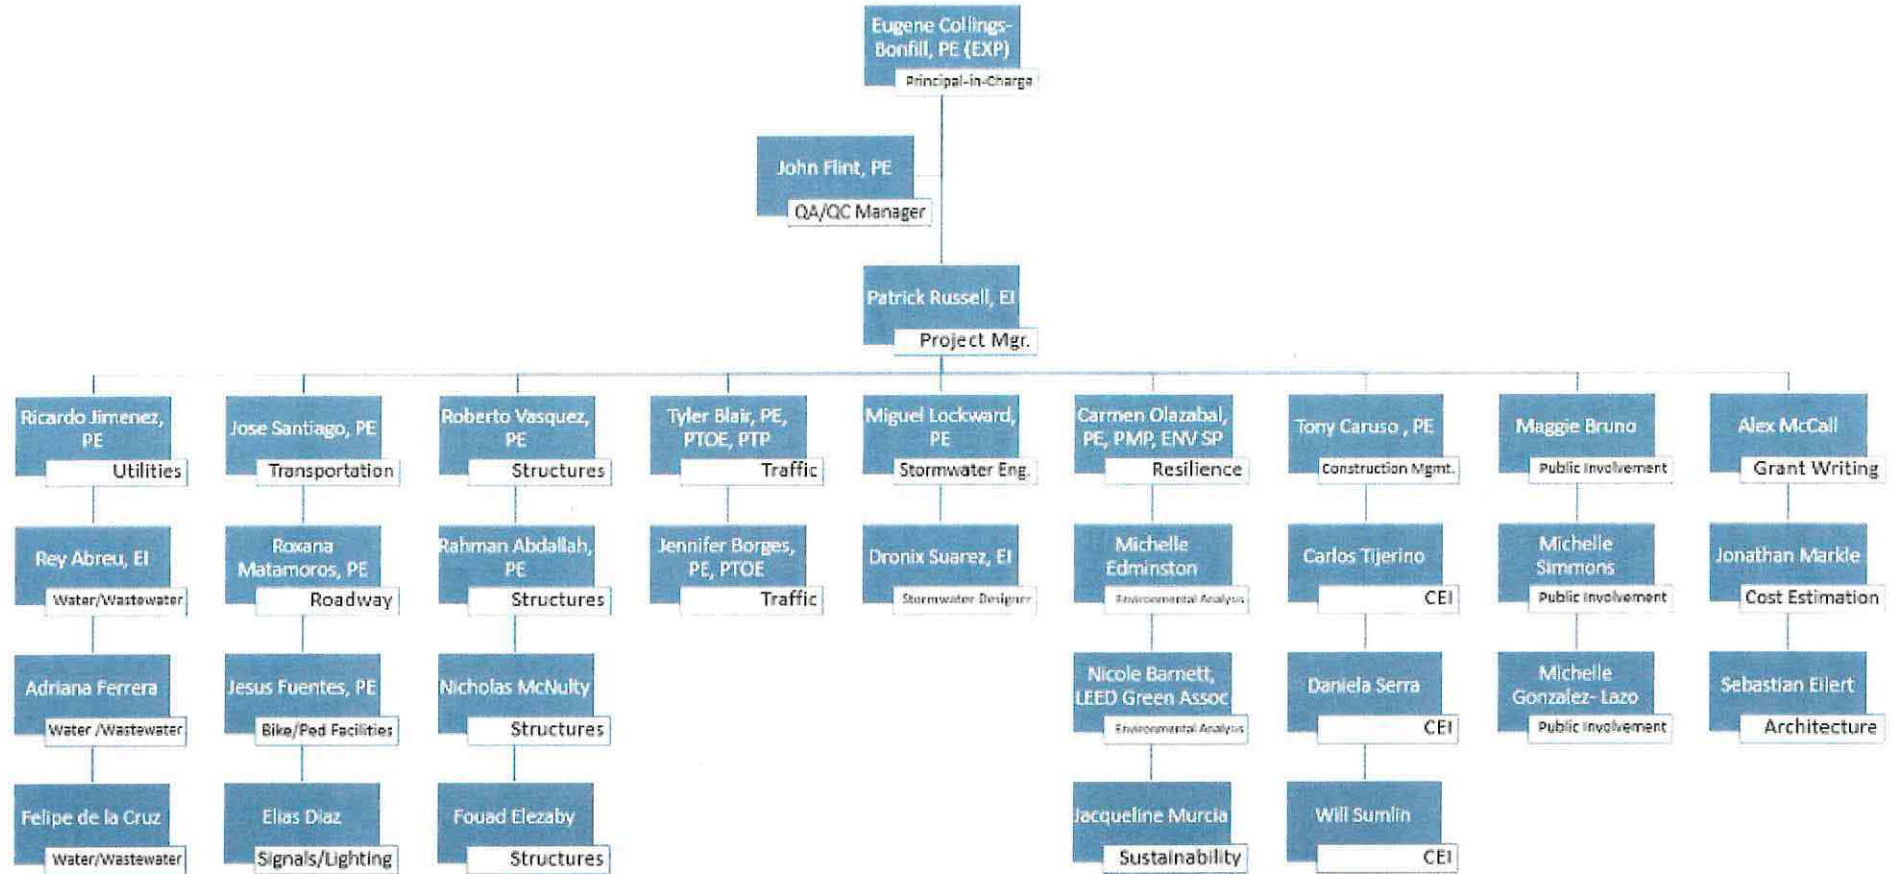 Eugene Collings-
Bonfill, PE (EXP)
Principal-in-Charge
John Flint, PE
QA/QC Manager
Patrick Russell, EI
Project Mgr.
Ricardo Jimenez,
PE
Utilities
Jose Santiago, PE
Transportation
Roberto Vasquez,
PE
Structures
Tyler Blair, PE,
PTOE, PTP
Traffic
Miguel Lockward,
PE
Stormwater Eng.
Carmen Olazabal,
PE, PMP, ENV SP
Resilience
Tony Caruso , PE
Construction Mgmt.
Maggie Bruno
Public Involvement
Alex McCall
Grant Writing
Rey Abreu, EI
Water/Wastewater
Roxana
Matamoros, PE
Roadway
Rahman Abdallah,
PE
Structures
Jennifer Borges,
PE, PTOE
Traffic
Dronix Suarez, EI
Stormwater Designer
Michelle
Edminston
Environmental Analysis
Carlos Tijerino
CEI
Michelle
Simmons
Public Involvement
Jonathan Markle
Cost Estimation
Adriana Ferrera
Water /Wastewater
Jesus Fuentes, PE
Bike/Ped Facilities
Nicholas McNulty
Structures
Nicole Barnett,
LEED Green Assoc
Environmental Analysis
Daniela Serra
CEI
Michelle
Gonzalez- Lazo
Public Involvement
Sebastian Eilert
Architecture
Felipe de la Cruz
Water/Wastewater
Elias Diaz
Signals/Lighting
Fouad Elezaby
Structures
Jacqueline Murcia
Sustainability
Will Sumlin
CEI